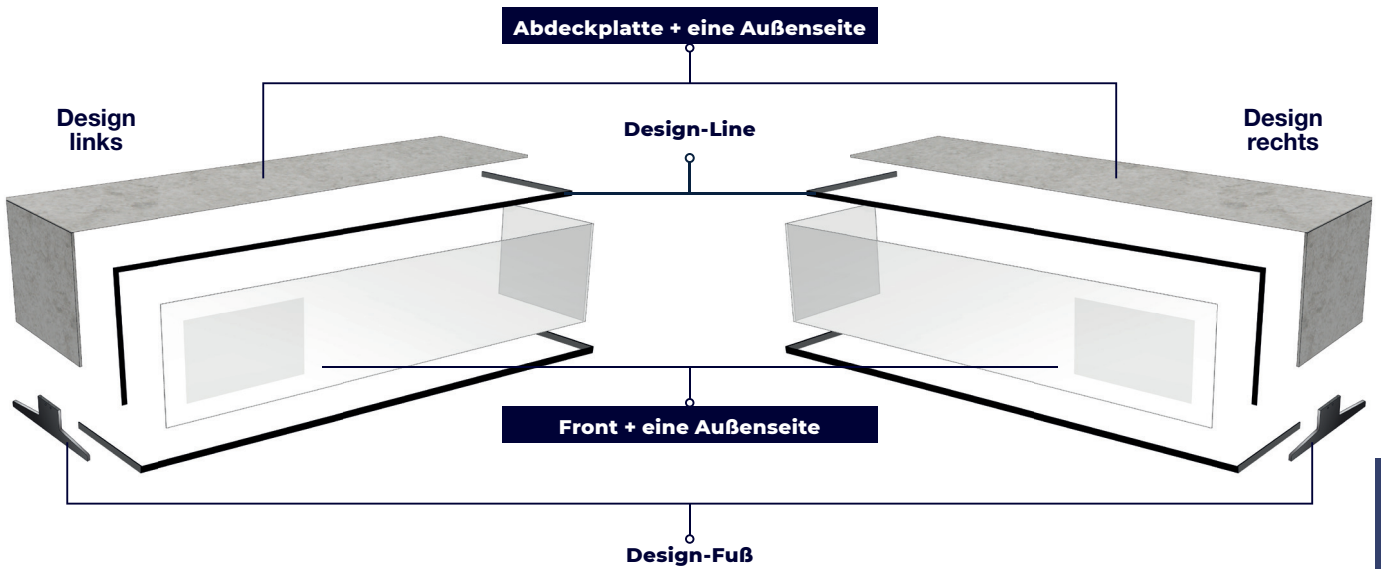 Abdeckplatte + eine Außenseite
Design
links
Design-Line
Design
rechts
Front + eine Außenseite
Design-Fuß